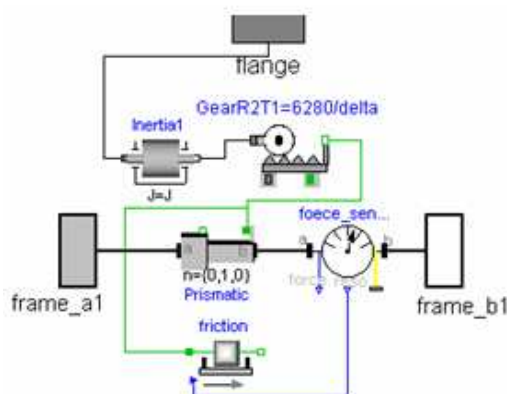 flange
GearR2T1=6280/delta
Inertia1
J=J
foece_sen...
a
b
a
b
n={0,1,0}
Prismatic
frame_a1
frame_b1
friction